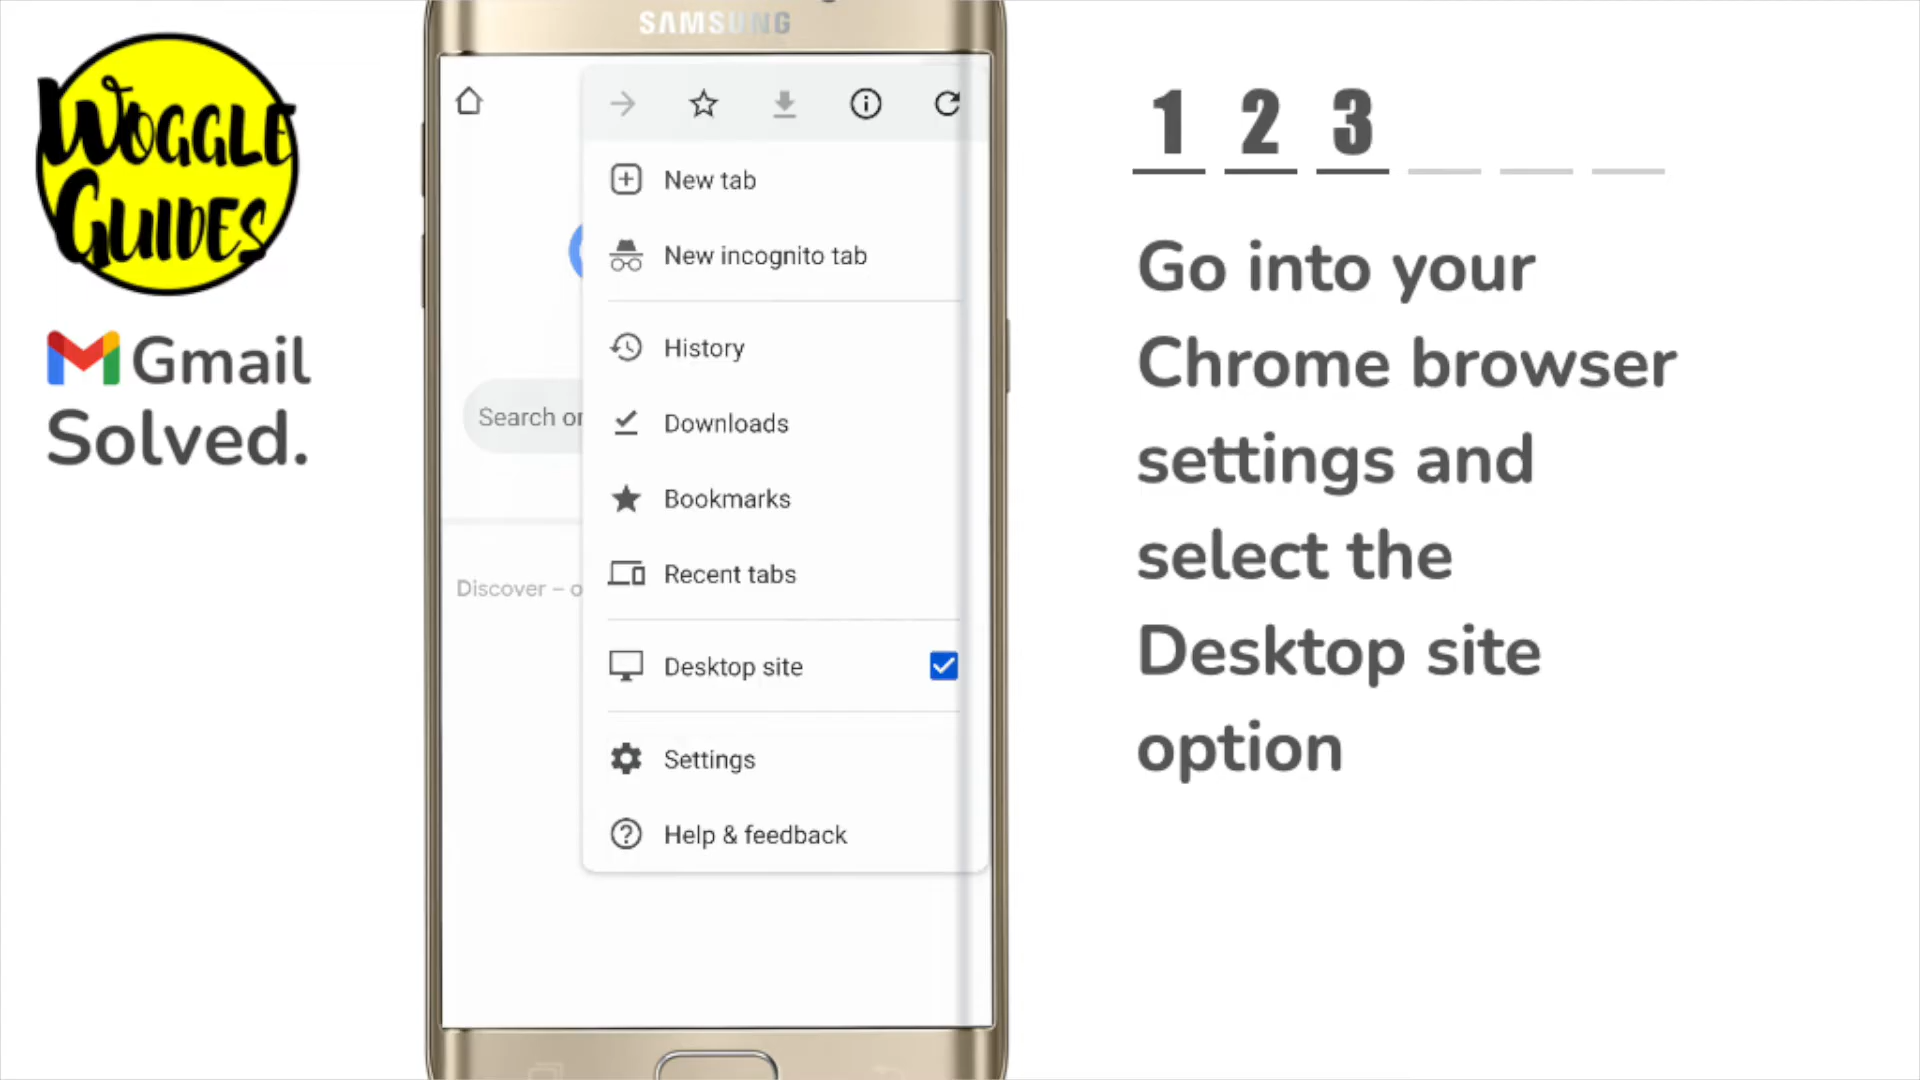 WOGGLE
GUIDES
Gmail
Solved.
SAMSUNG
New tab
New incognito tab
History
Downloads
Search or
Bookmarks
Recent tabs
Discover – o
Desktop site
Settings
Help & feedback
1 2 3
Go into your
Chrome browser
settings and
select the
Desktop site
option